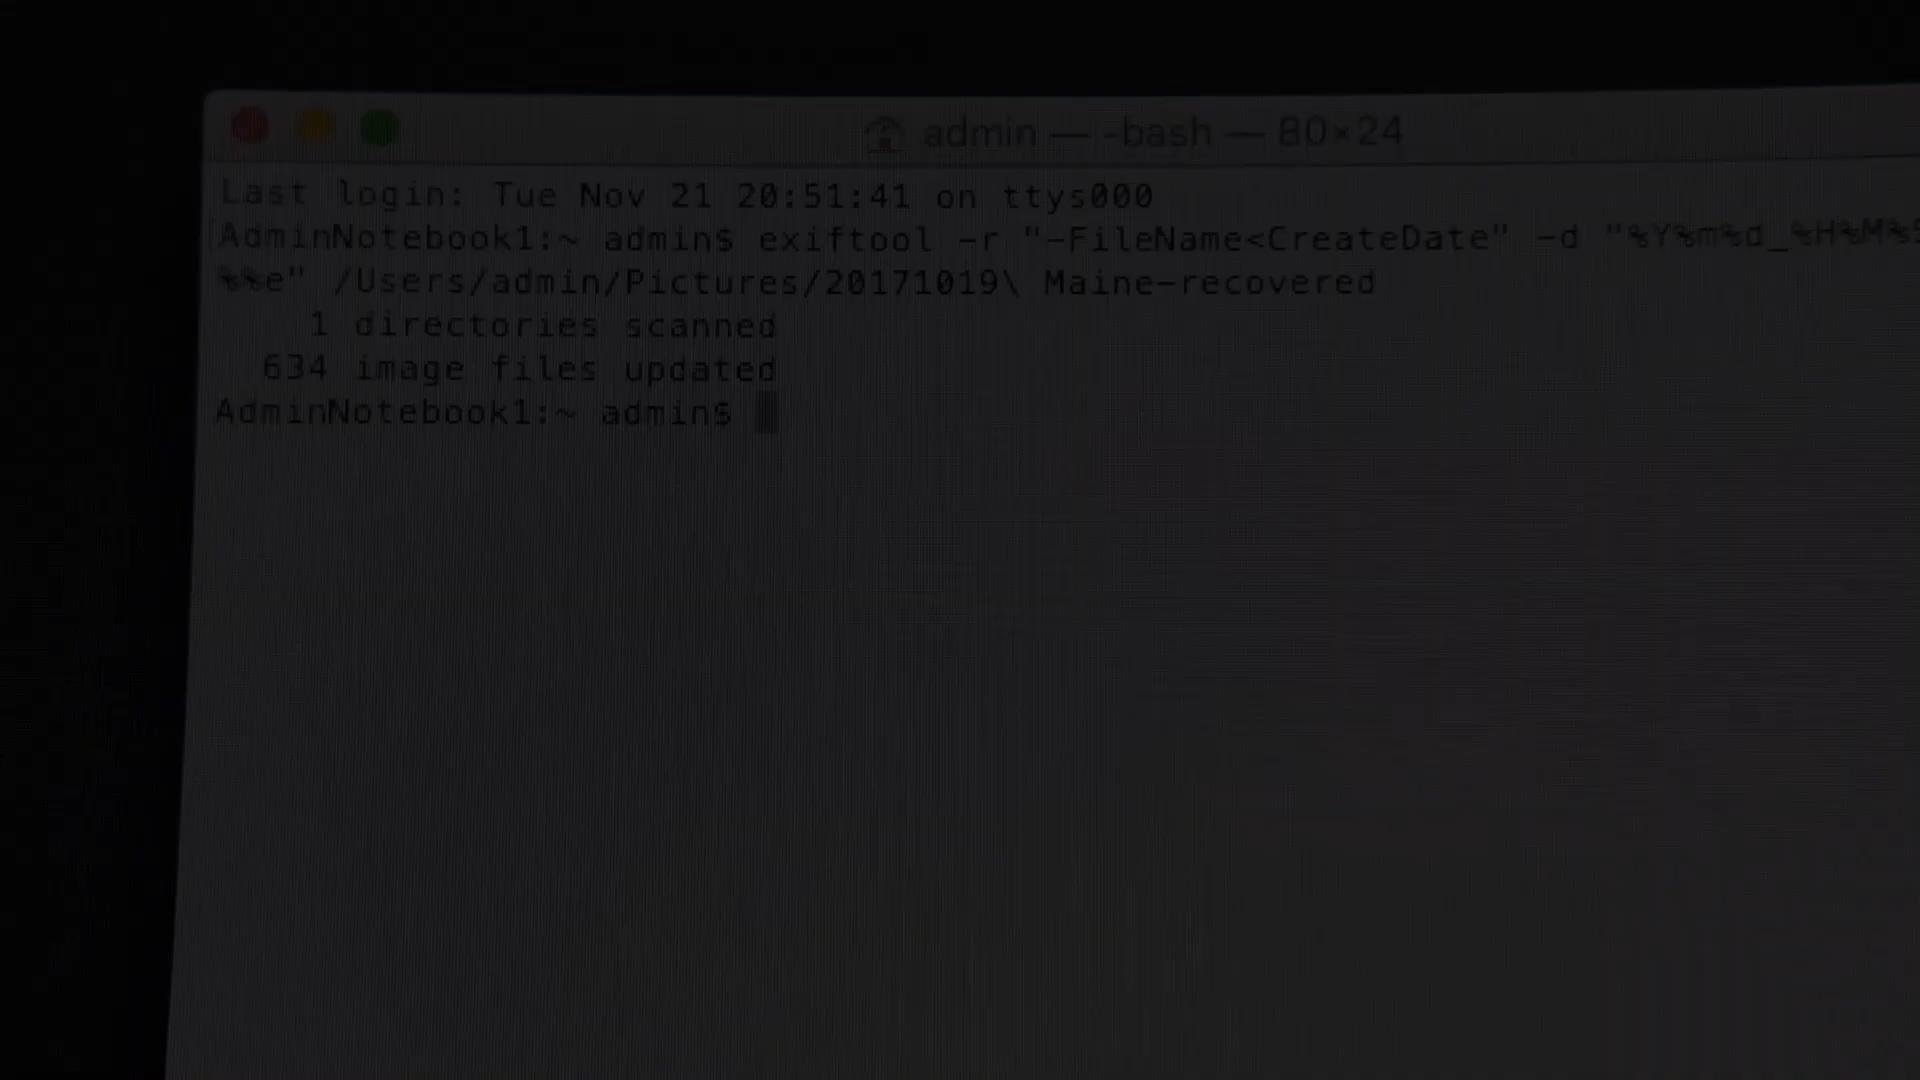 admin — -bash — 80×24
Last login: Tue Nov 21 20:51:41 on ttys000
AdminNotebook1:~ admin$ exiftool -r "-FileName<CreateDate" -d "%Y%m%d_%H%M%S
%%e" /Users/admin/Pictures/20171019\ Maine-recovered
1 directories scanned
634 image files updated
AdminNotebook1:~ admin$